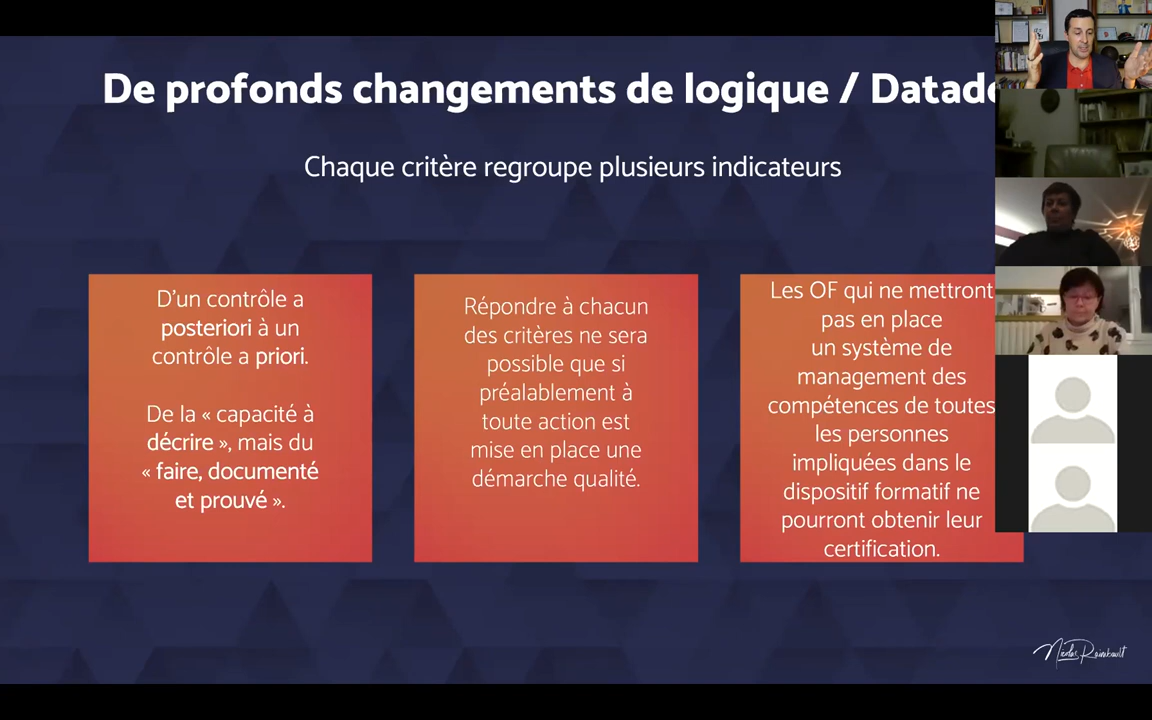 De profonds changements de logique / Datad
Chaque critère regroupe plusieurs indicateurs
D'un contrôle a
posteriori à un
contrôle a priori.
De la « capacité à
décrire », mais du
« faire, documenté
et prouvé ».
Répondre à chacun
des critères ne sera
possible que si
préalablement à
toute action est
mise en place une
démarche qualité.
Les OF qui ne mettront
pas en place
un système de
management des
compétences de toutes
les personnes
impliquées dans le
dispositif formatif ne
pourront obtenir leur
certification.
Nicolas Raimbault